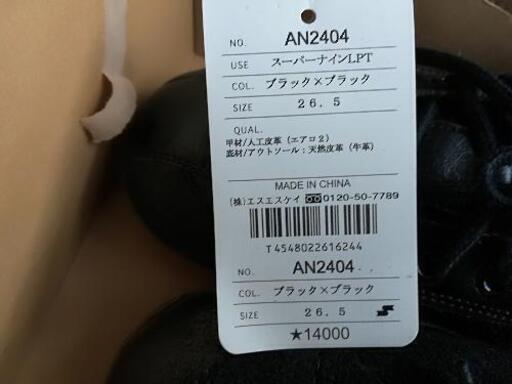 NO. AN2404
USE スーパーナインLPT
COL. ブラック×ブラック
SIZE 26.5
QUAL.
甲材/人工皮革(エアロ2)
底材/アウトソール:天然皮革(牛革)
MADE IN CHINA
(株)エスエスケイ 0120-50-7789
T4548022616244
NO. AN2404
COL. ブラック×ブラック
SIZE 26.5
★14000